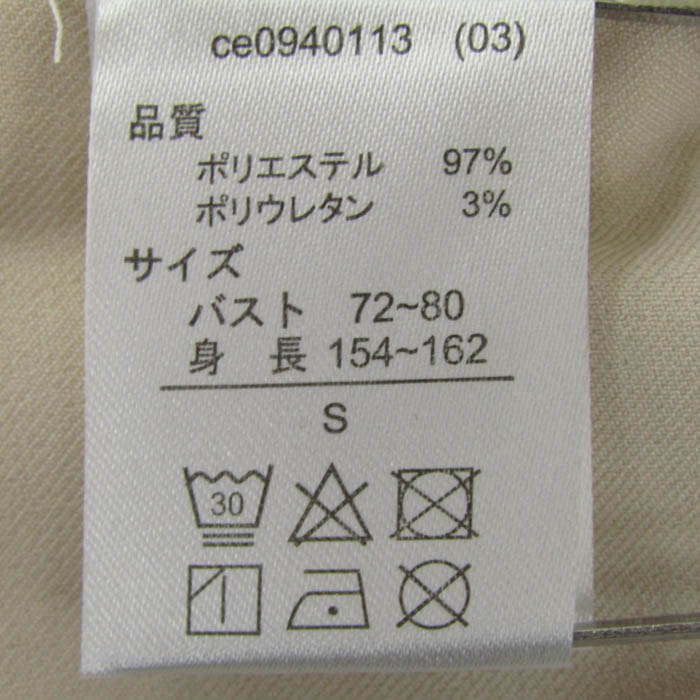 ce0940113 (03)
品質
ポリエステル 97%
ポリウレタン 3%
サイズ
バスト 72~80
身 長 154~162
S
30